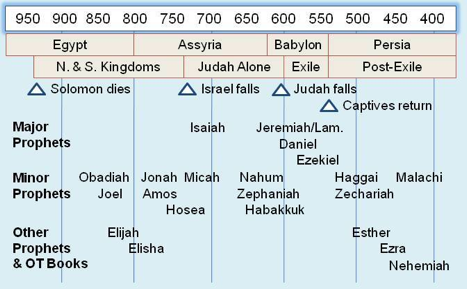 950 900 850 800 750 700 650 600 550 500 450 400
Egypt Assyria Babylon Persia
N. & S. Kingdoms Judah Alone Exile Post-Exile
Solomon dies Israel falls Judah falls
Captives return
Major Isaiah Jeremiah/Lam.
Prophets Daniel
Ezekiel
Minor Obadiah Jonah Micah Nahum Haggai Malachi
Prophets Joel Amos Zephaniah Zechariah
Hosea Habakkuk
Other Elijah Esther
Prophets Elisha Ezra
& OT Books Nehemiah